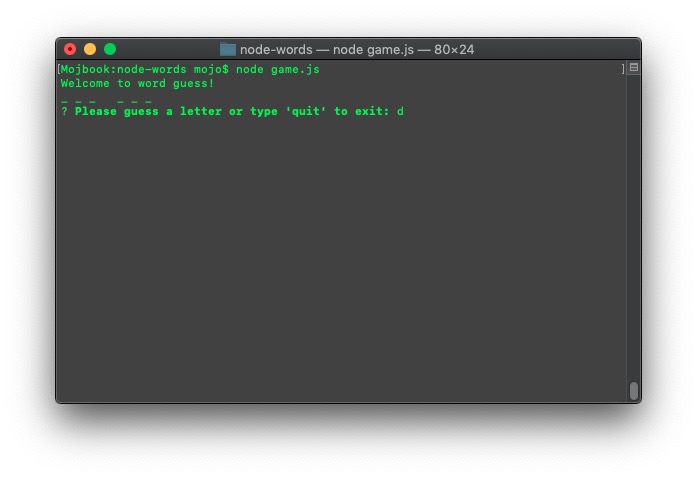 node-words — node game.js — 80×24
[Mojbook:node-words mojo$ node game.js ]
Welcome to word guess!
_ _ _   _ _ _
? Please guess a letter or type 'quit' to exit: d